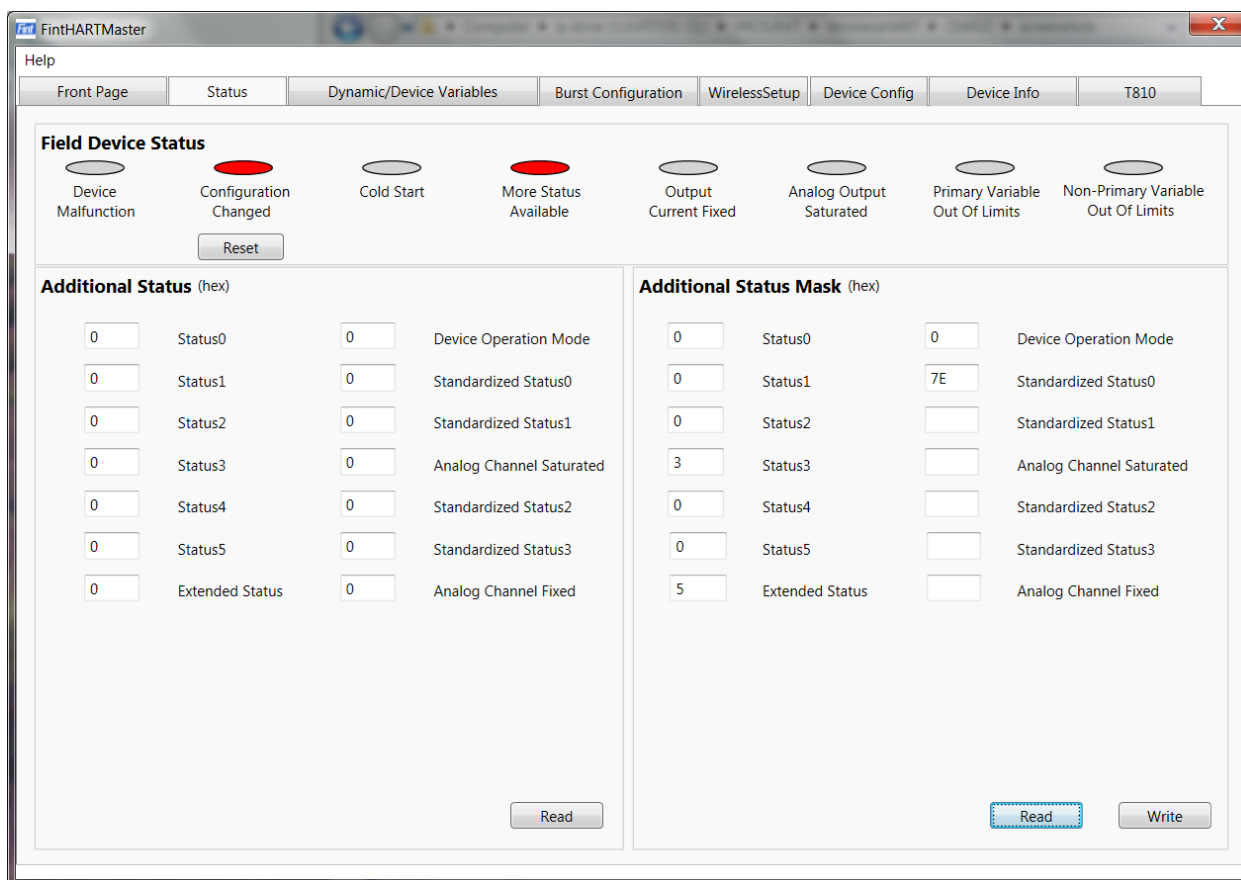 Fint FintHARTMaster X
Help
Front Page Status Dynamic/Device Variables Burst Configuration WirelessSetup Device Config Device Info T810
Field Device Status
Device Configuration Cold Start More Status Output Analog Output Primary Variable Non-Primary Variable
Malfunction Changed Available Current Fixed Saturated Out Of Limits Out Of Limits
Reset
Additional Status (hex) Additional Status Mask (hex)
0 Status0 0 Device Operation Mode 0 Status0 0 Device Operation Mode
0 Status1 0 Standardized Status0 0 Status1 7E Standardized Status0
0 Status2 0 Standardized Status1 0 Status2 Standardized Status1
0 Status3 0 Analog Channel Saturated 3 Status3 Analog Channel Saturated
0 Status4 0 Standardized Status2 0 Status4 Standardized Status2
0 Status5 0 Standardized Status3 0 Status5 Standardized Status3
0 Extended Status 0 Analog Channel Fixed 5 Extended Status Analog Channel Fixed
Read Read Write